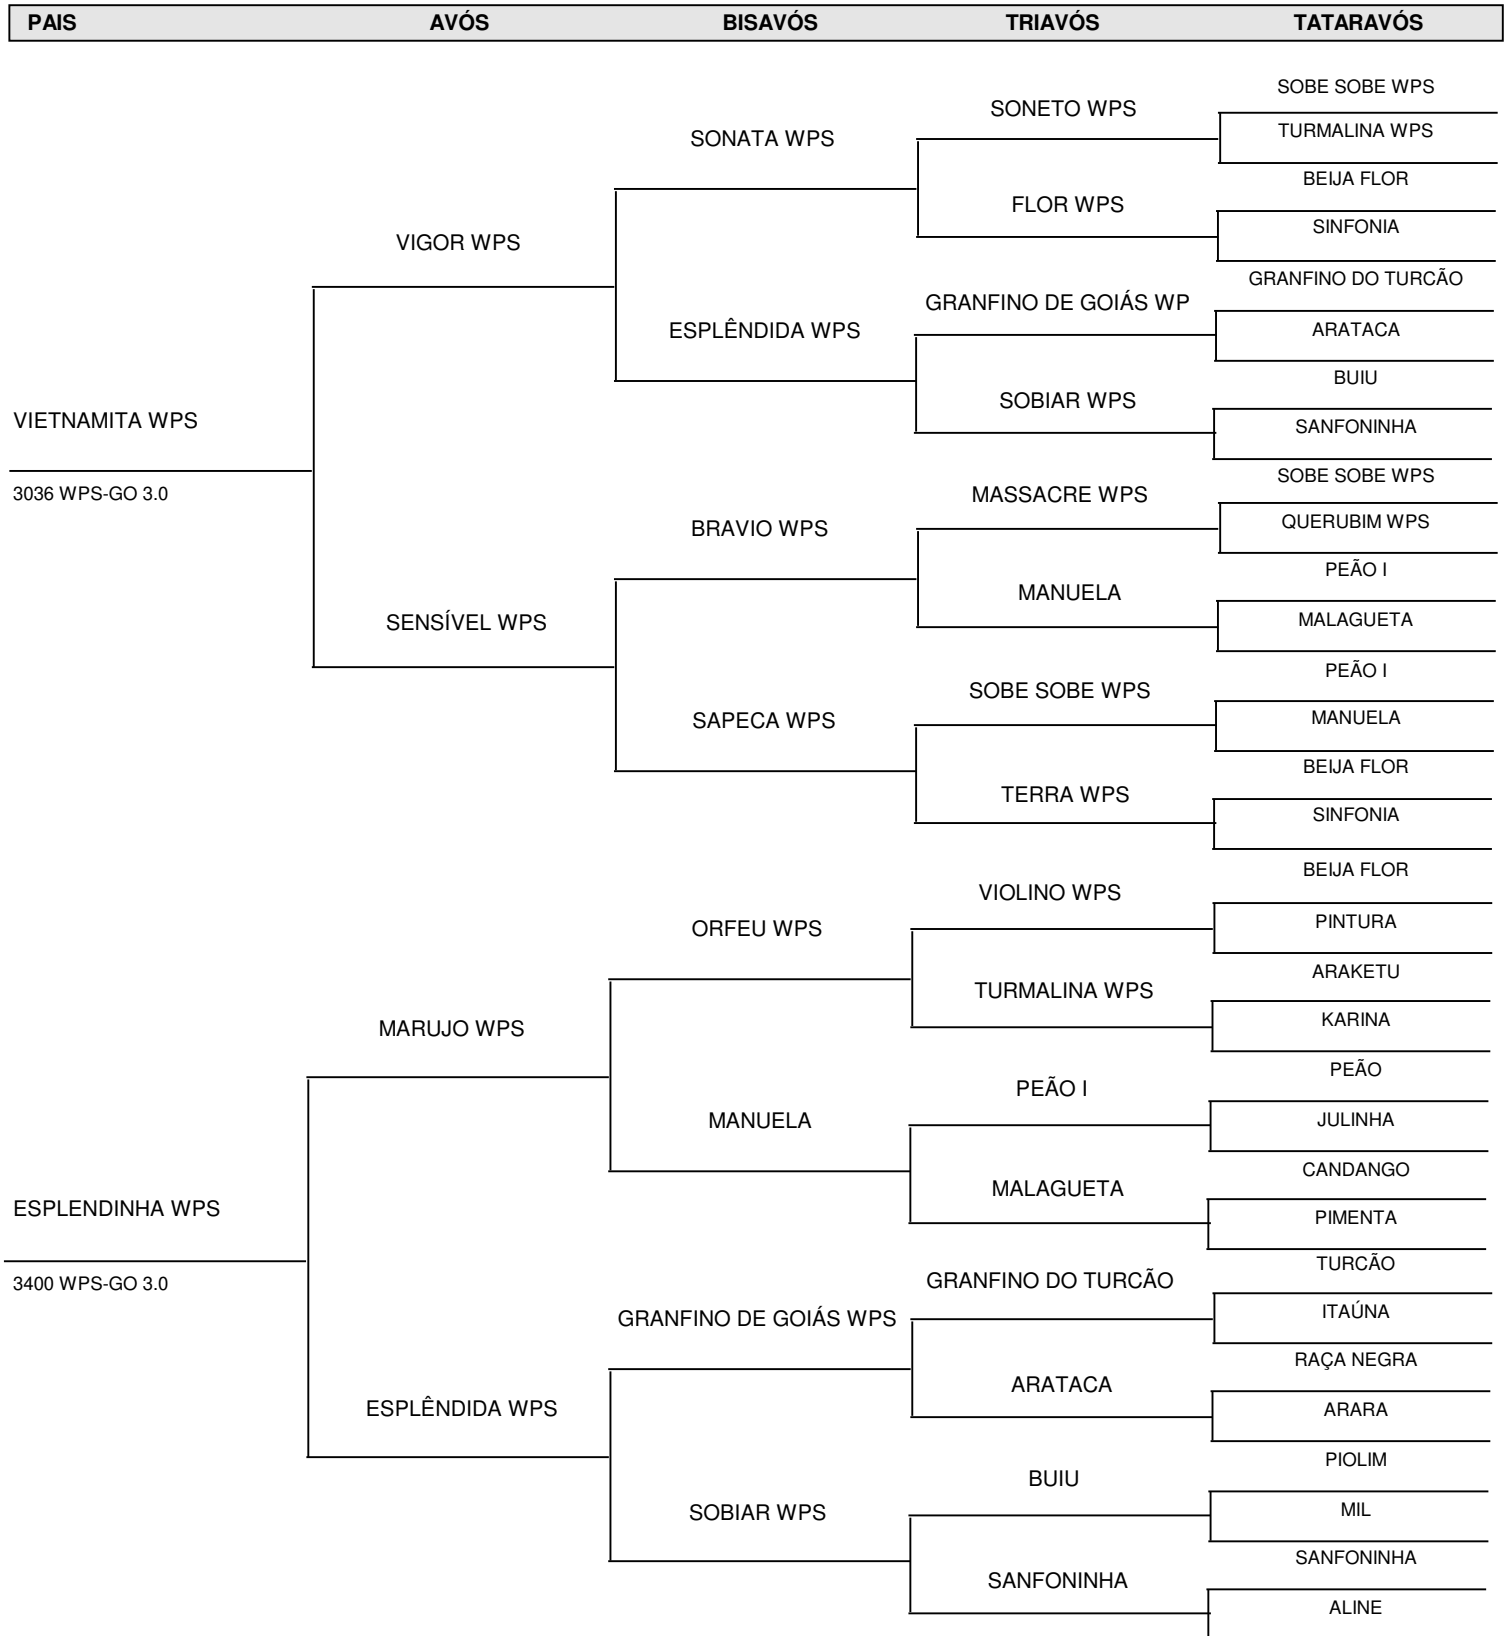 PAIS AVÓS BISAVÓS TRIAVÓS TATARAVÓS
SOBE SOBE WPS
SONETO WPS
TURMALINA WPS
SONATA WPS
BEIJA FLOR
FLOR WPS
SINFONIA
VIGOR WPS
GRANFINO DO TURCÃO
GRANFINO DE GOIÁS WP
ARATACA
ESPLÊNDIDA WPS
BUIU
SOBIAR WPS
SANFONINHA
VIETNAMITA WPS
3036 WPS-GO 3.0
SOBE SOBE WPS
MASSACRE WPS
QUERUBIM WPS
BRAVIO WPS
PEÃO I
MANUELA
MALAGUETA
SENSÍVEL WPS
PEÃO I
SOBE SOBE WPS
MANUELA
SAPECA WPS
BEIJA FLOR
TERRA WPS
SINFONIA
BEIJA FLOR
VIOLINO WPS
PINTURA
ORFEU WPS
ARAKETU
TURMALINA WPS
KARINA
MARUJO WPS
PEÃO
PEÃO I
JULINHA
MANUELA
CANDANGO
MALAGUETA
PIMENTA
ESPLENDINHA WPS
3400 WPS-GO 3.0
TURCÃO
GRANFINO DO TURCÃO
ITAÚNA
GRANFINO DE GOIÁS WPS
RAÇA NEGRA
ARATACA
ARARA
ESPLÊNDIDA WPS
PIOLIM
BUIU
MIL
SOBIAR WPS
SANFONINHA
SANFONINHA
ALINE